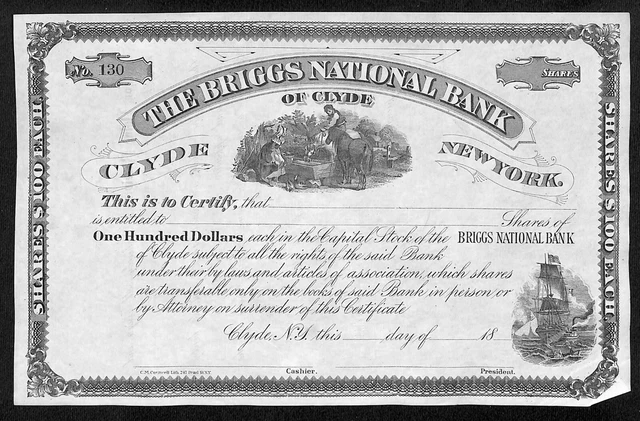 No. 130
SHARES
THE BRIGGS NATIONAL BANK
OF CLYDE
CLYDE
NEW YORK.
SHARES $100 EACH.
SHARES $100 EACH.
This is to Certify, that
is entitled to Shares of
One Hundred Dollars each in the Capital Stock of the BRIGGS NATIONAL BANK
of Clyde subject to all the rights of the said Bank
under their by laws and articles of association, which shares
are transferable only on the books of said Bank in person or
by Attorney on surrender of this Certificate
Clyde, N.Y. this day of 18
Cashier.
President.